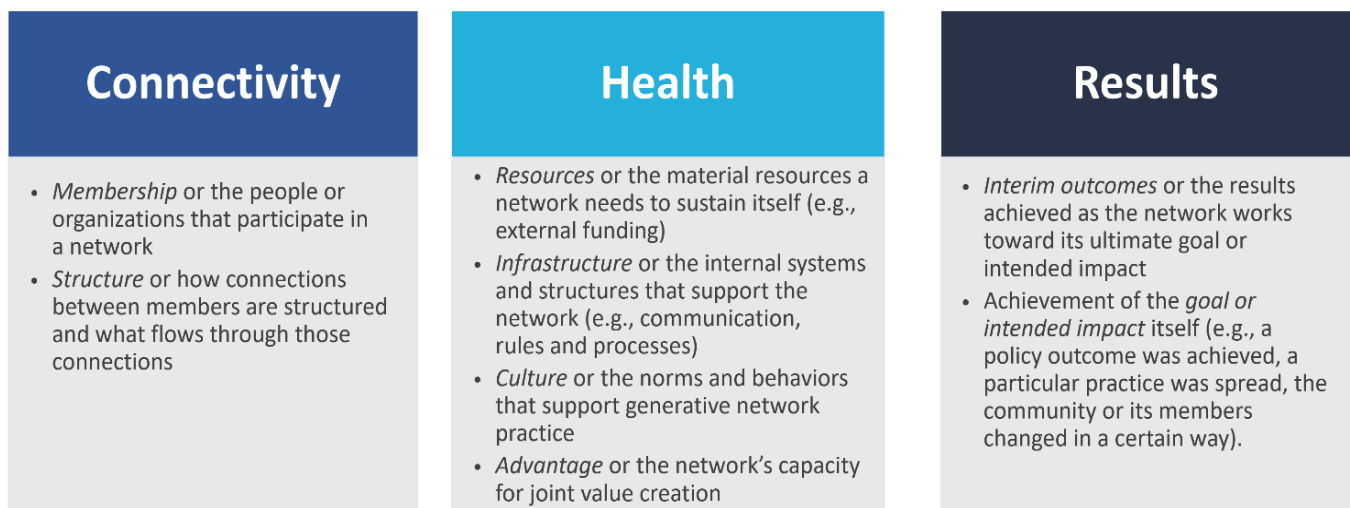 Connectivity
• Membership or the people or
organizations that participate in
a network
• Structure or how connections
between members are structured
and what flows through those
connections
Health
• Resources or the material resources a
network needs to sustain itself (e.g.,
external funding)
• Infrastructure or the internal systems
and structures that support the
network (e.g., communication,
rules and processes)
• Culture or the norms and behaviors
that support generative network
practice
• Advantage or the network’s capacity
for joint value creation
Results
• Interim outcomes or the results
achieved as the network works
toward its ultimate goal or
intended impact
• Achievement of the goal or
intended impact itself (e.g., a
policy outcome was achieved, a
particular practice was spread, the
community or its members
changed in a certain way).